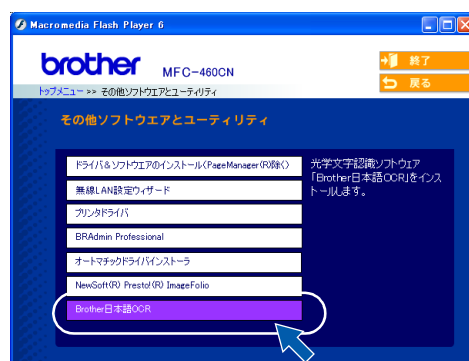 Macromedia Flash Player 6
brother MFC-460CN
終了
戻る
トップメニュー >> その他ソフトウエアとユーティリティ
その他ソフトウエアとユーティリティ
ドライバ&ソフトウエアのインストール(PageManager(R)除く)
無線LAN設定ウィザード
プリンタドライバ
BRAdmin Professional
オートマチックドライバインストーラ
NewSoft(R) Presto!(R) ImageFolio
Brother日本語OCR
光学文字認識ソフトウェア
「Brother日本語OCR」をインス
トールします。